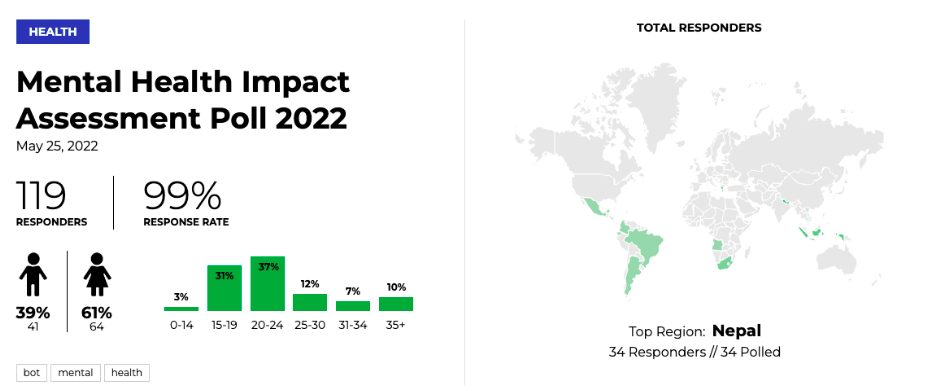 HEALTH
Mental Health Impact
Assessment Poll 2022
May 25, 2022
119
RESPONDERS
99%
RESPONSE RATE
39%
41
61%
64
3%
31%
37%
12%
7%
10%
0-14
15-19
20-24
25-30
31-34
35+
bot
mental
health
TOTAL RESPONDERS
Top Region: Nepal
34 Responders // 34 Polled